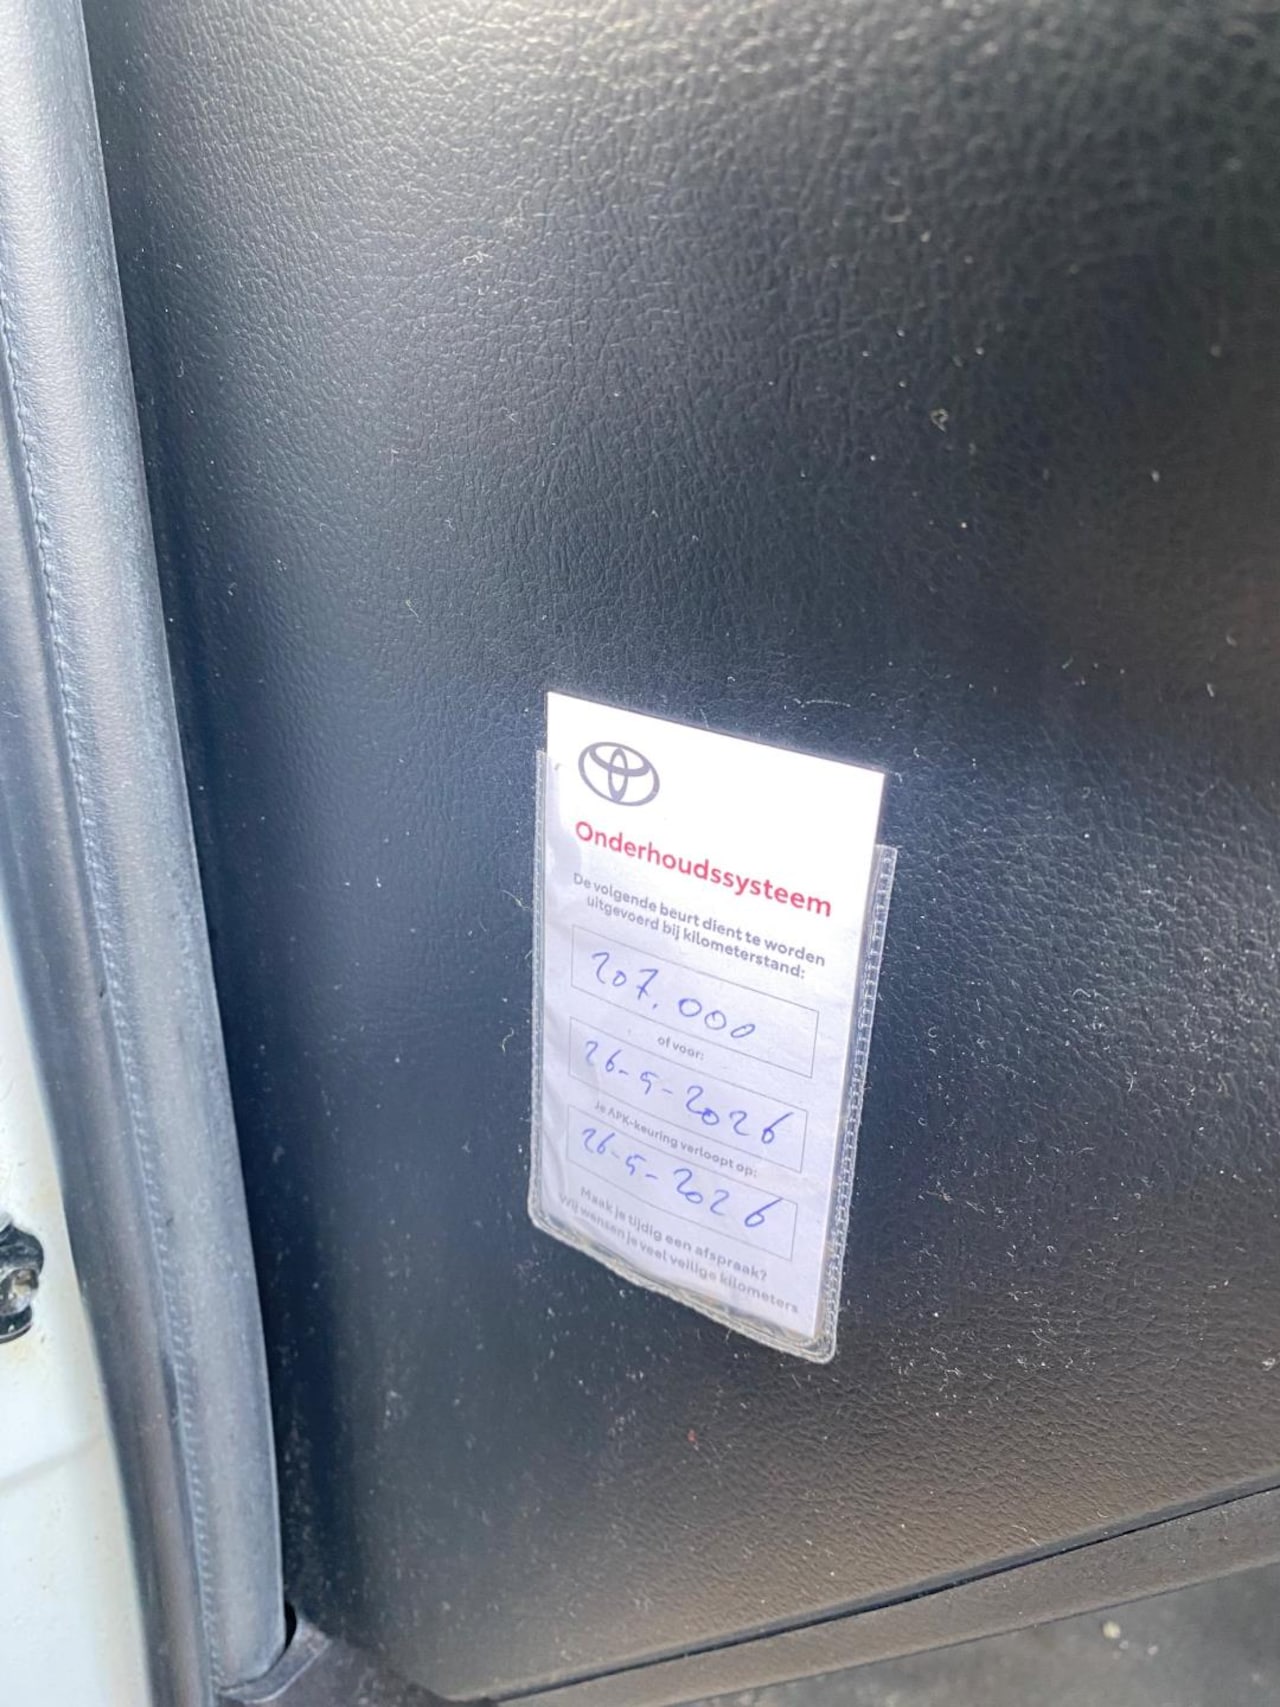 Onderhoudssysteem
De volgende beurt dient te worden
uitgevoerd bij kilometerstand:
207.000
of voor:
26-5-2026
Je APK-keuring verloopt op:
26-5-2026
Maak je tijdig een afspraak?
Wij wensen je veel veilige kilometers